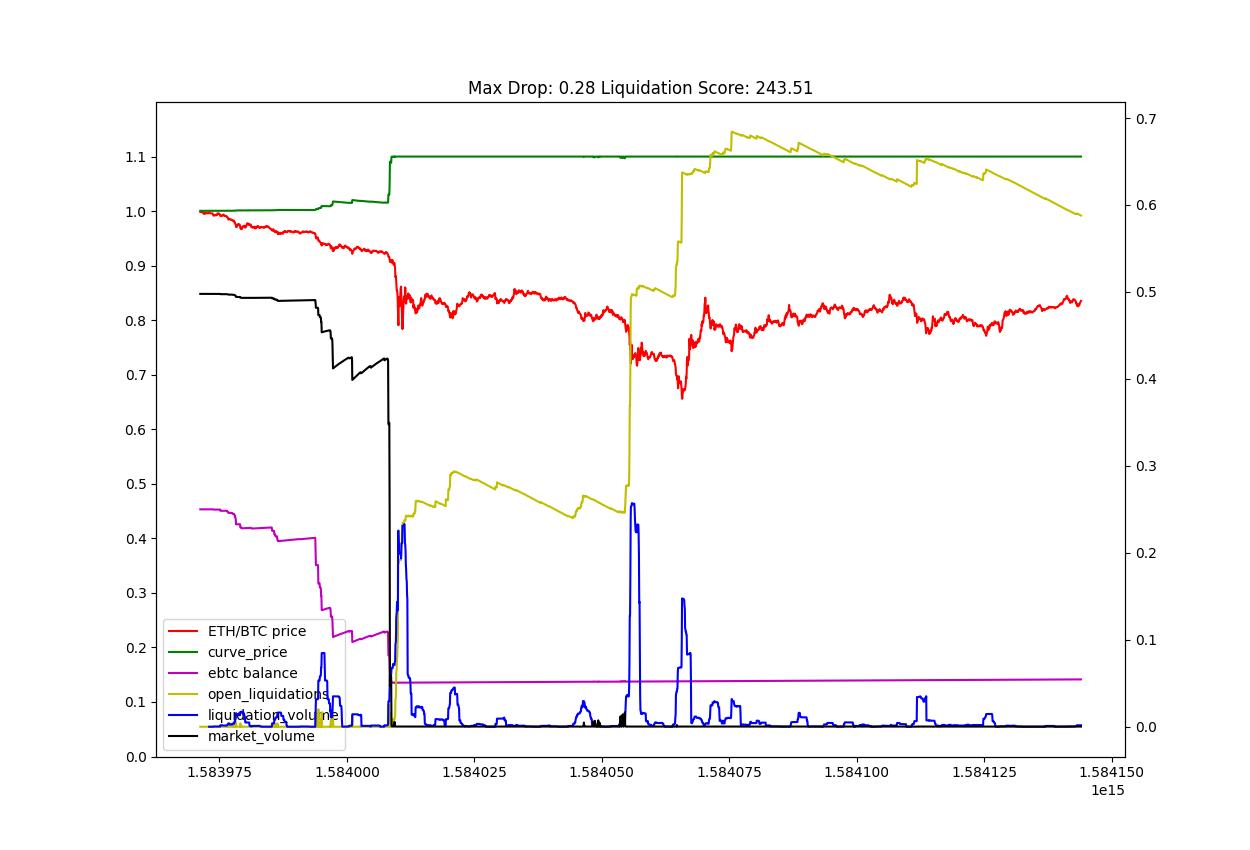 Max Drop: 0.28 Liquidation Score: 243.51
1.1
1.0
0.9
0.8
0.7
0.6
0.5
0.4
0.3
0.2
0.1
0.0
0.7
0.6
0.5
0.4
0.3
0.2
0.1
0.0
ETH/BTC price
curve_price
ebtc balance
open_liquidations
liquidation_volume
market_volume
1.583975 1.584000 1.584025 1.584050 1.584075 1.584100 1.584125 1.584150
1e15